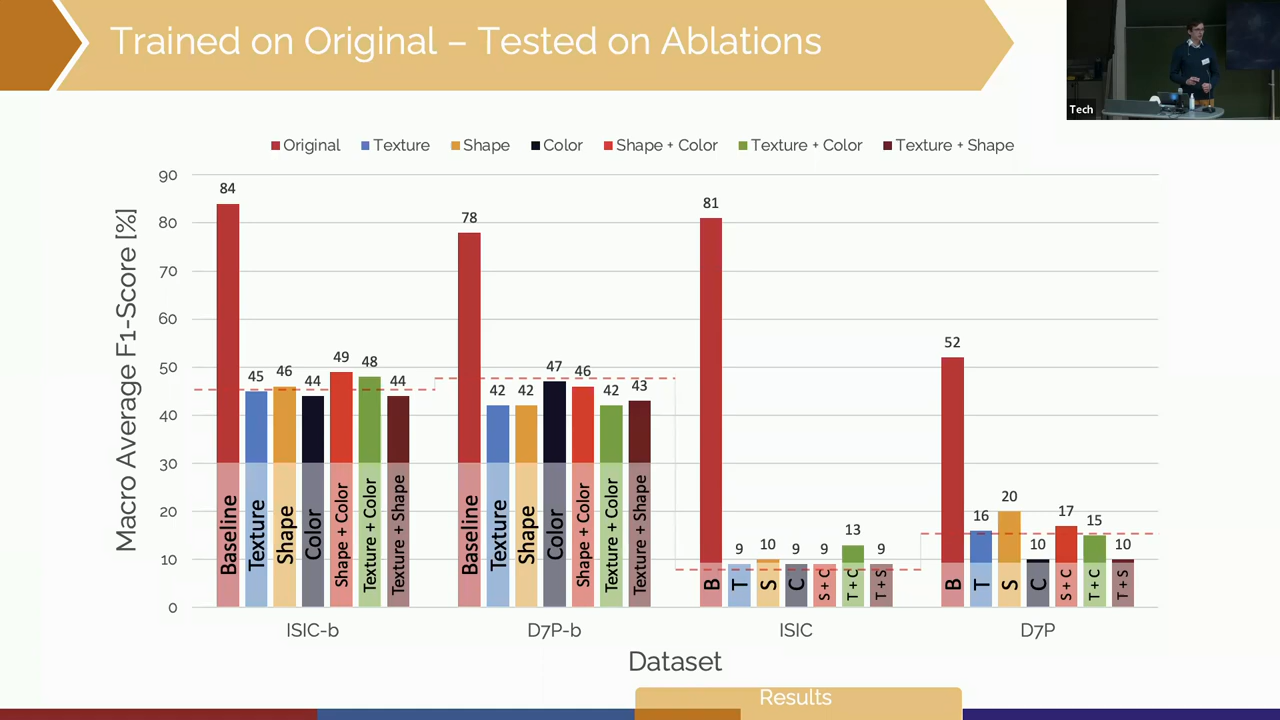 Trained on Original – Tested on Ablations
Tech
Original Texture Shape Color Shape + Color Texture + Color Texture + Shape
Macro Average F1-Score [%]
90
80
70
60
50
40
30
20
10
0
84 45 46 44 49 48 44
78 42 42 47 46 42 43
81 9 10 9 9 13 9
52 16 20 10 17 15 10
Baseline Texture Shape Color Shape + Color Texture + Color Texture + Shape
Baseline Texture Shape Color Shape + Color Texture + Color Texture + Shape
B T S C S + C T + C T + S
B T S C S + C T + C T + S
ISIC-b D7P-b ISIC D7P
Dataset
Results